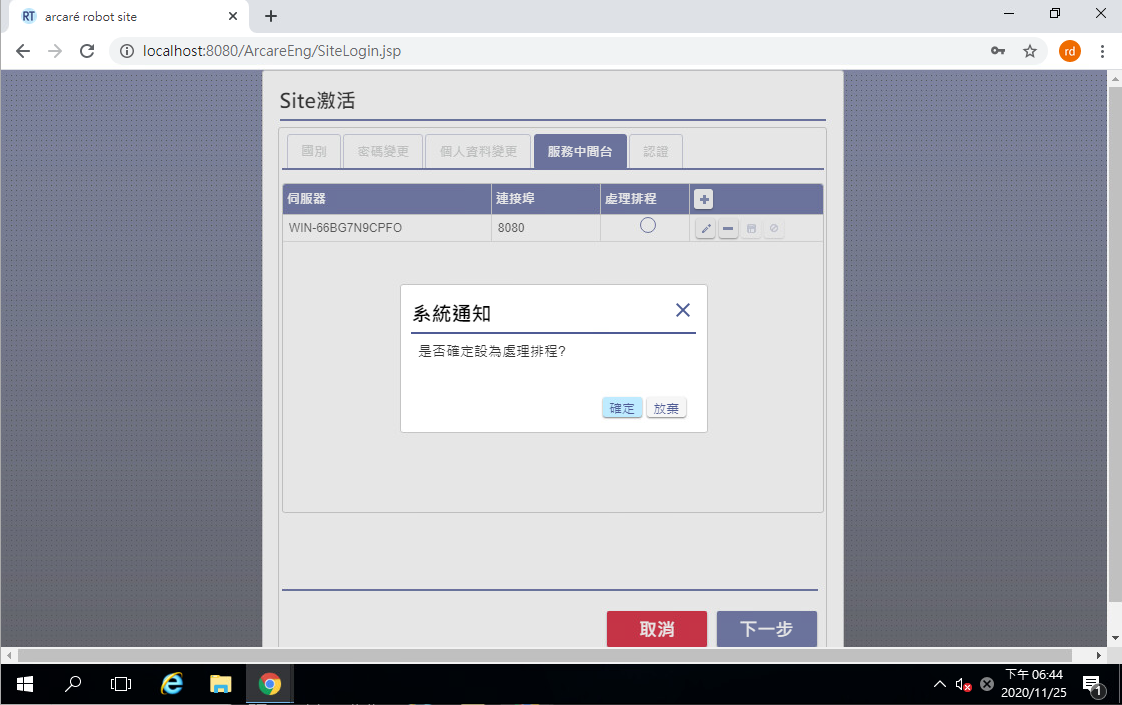 RT arcaré robot site
localhost:8080/ArcareEng/SiteLogin.jsp
rd
Site激活
國別 密碼變更 個人資料變更 服務中間台 認證
伺服器 連接埠 處理排程
WIN-66BG7N9CPFO 8080
系統通知
是否確定設為處理排程?
確定 放棄
取消 下一步
下午 06:44
2020/11/25
1